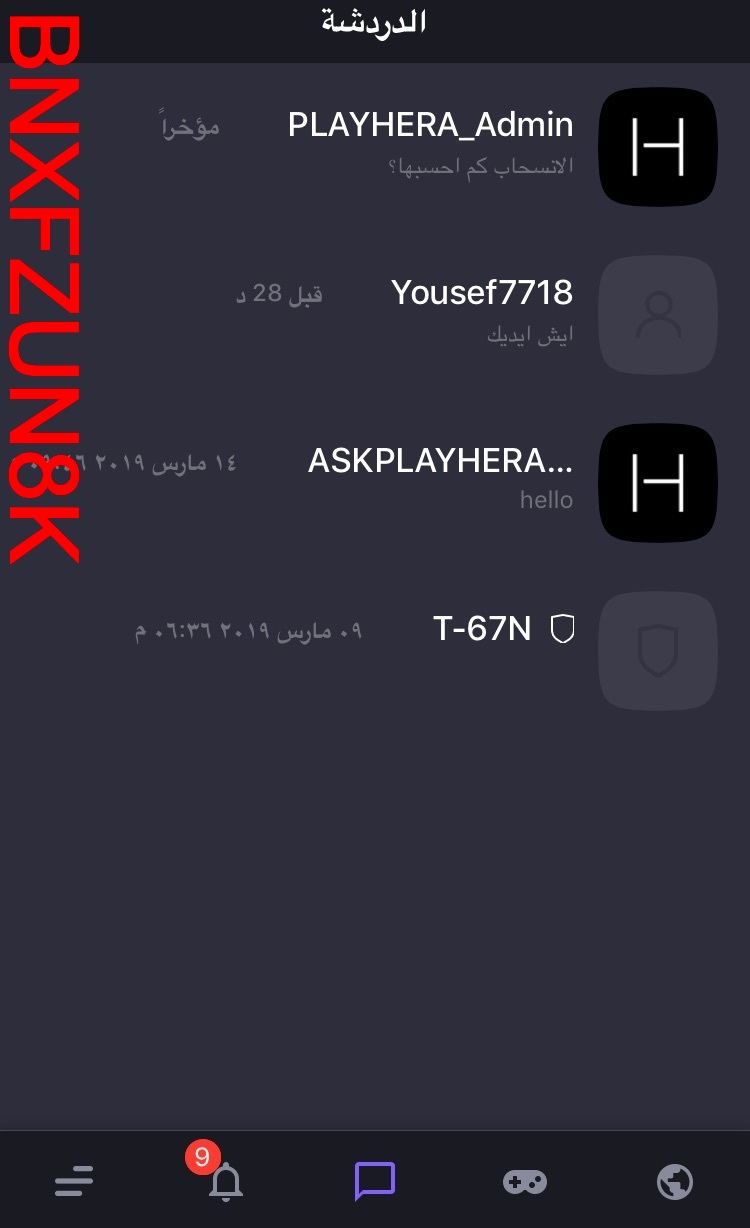 الدردشة
BNXFZUN8K
PLAYHERA_Admin
مؤخراً
الانسحاب كم احسبها؟
Yousef7718
قبل 28 د
ايش ايديك
ASKPLAYHERA...
١٤ مارس ٢٠١٩
hello
T-67N
٠٩ مارس ٢٠١٩ ٠٦:٣٦ م
9